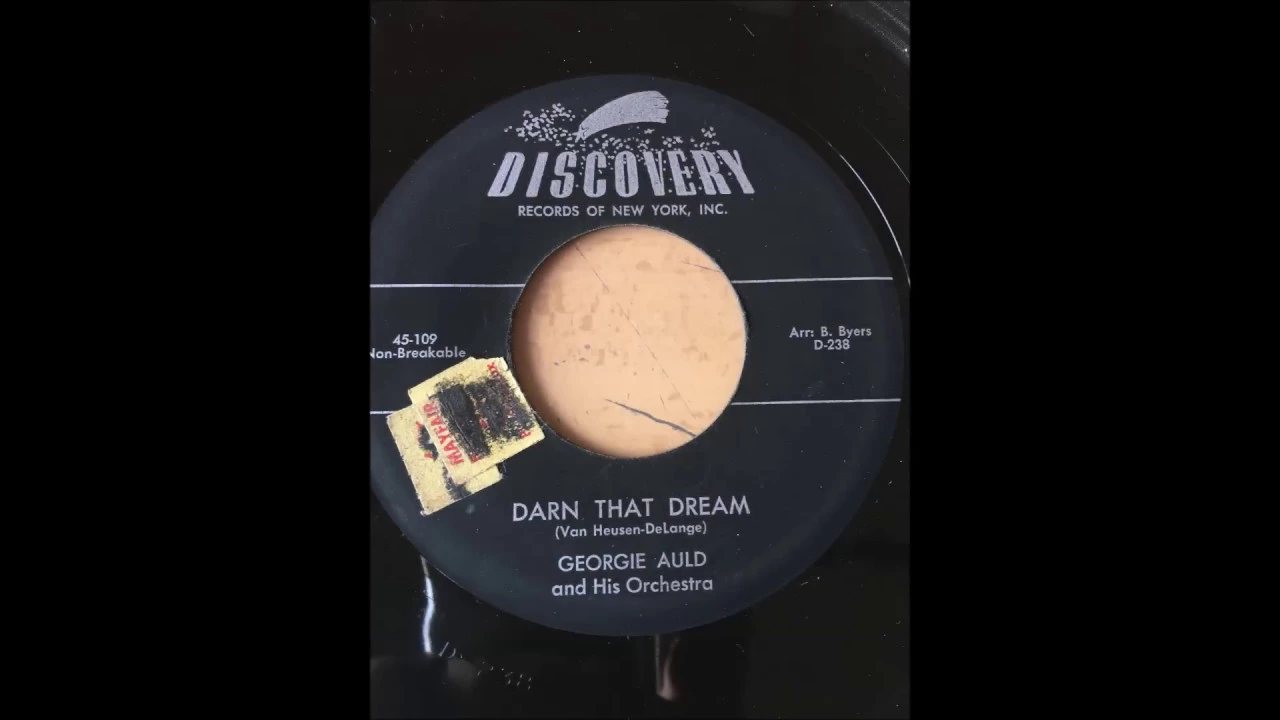 DISCOVERY
RECORDS OF NEW YORK, INC.
45-109
Non-Breakable
Arr: B. Byers
D-238
MAYFAIR
DARN THAT DREAM
(Van Heusen-DeLange)
GEORGIE AULD
and His Orchestra